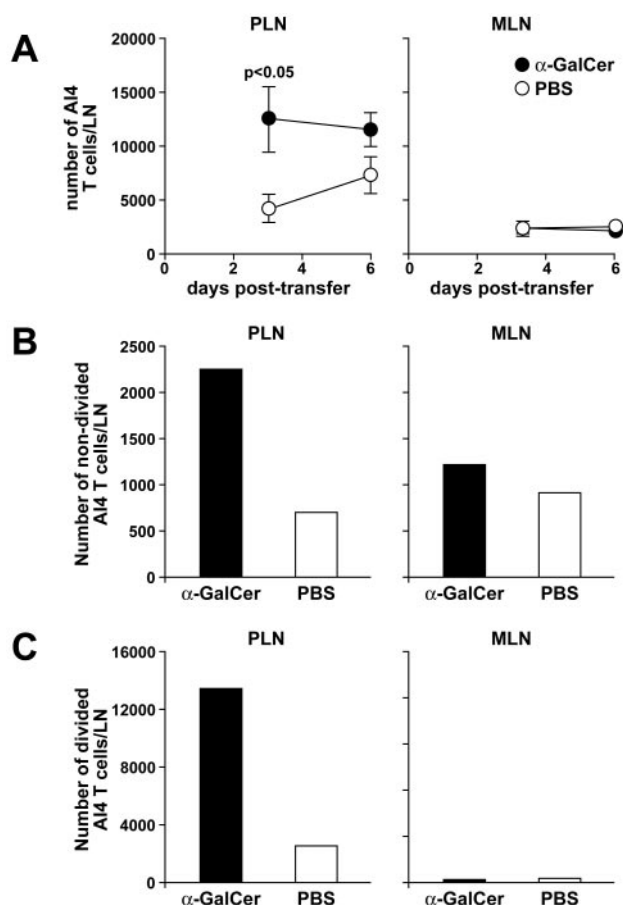 A
PLN
MLN
number of AI4
T cells/LN
20000
15000
10000
5000
0
p<0.05
α-GalCer
PBS
0 2 4 6
0 2 4 6
days post-transfer
days post-transfer
B
PLN
MLN
Number of non-divided
AI4 T cells/LN
2500
2000
1500
1000
500
0
α-GalCer PBS
α-GalCer PBS
C
PLN
MLN
Number of divided
AI4 T cells/LN
16000
12000
8000
4000
0
α-GalCer PBS
α-GalCer PBS